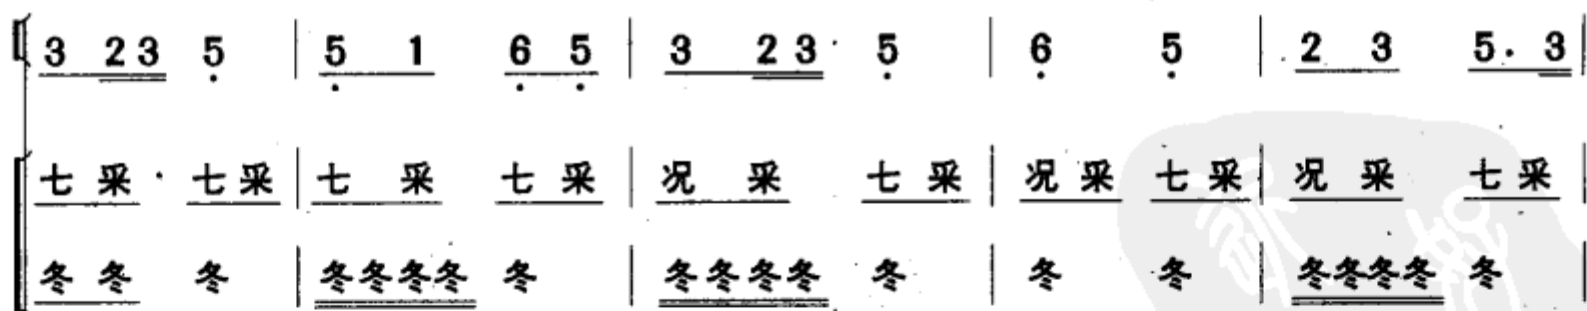 3 23 5 | 5 1 6 5 | 3 23 5 | 6 5 | 2 3 5. 3 |
七采 七采 | 七采 七采 | 况采 七采 | 况采 七采 | 况采 七采 |
冬冬 冬 | 冬冬冬冬 冬 | 冬冬冬冬 冬 | 冬 冬 | 冬冬冬冬 冬 |